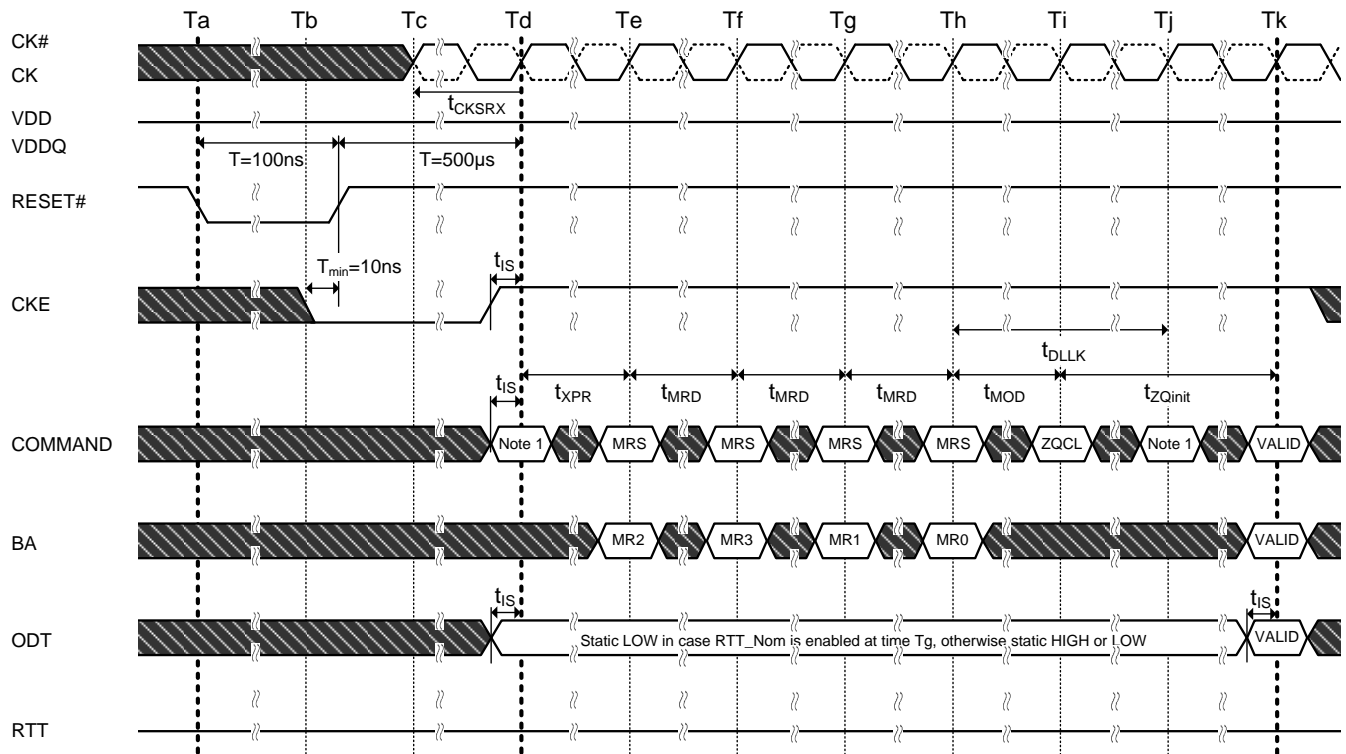 Ta Tb Tc Td Te Tf Tg Th Ti Tj Tk
CK#
CK
tCKSRX
VDD
VDDQ
T=100ns T=500µs
RESET#
Tmin=10ns tIS
CKE
tDLLK
tIS tXPR tMRD tMRD tMRD tMOD tZQinit
COMMAND Note 1 MRS MRS MRS MRS ZQCL Note 1 VALID
BA MR2 MR3 MR1 MR0 VALID
tIS tIS
ODT Static LOW in case RTT_Nom is enabled at time Tg, otherwise static HIGH or LOW VALID
RTT